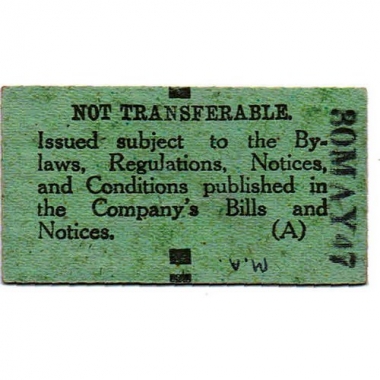 NOT TRANSFERABLE.
Issued subject to the By-
laws, Regulations, Notices,
and Conditions published in
the Company's Bills and
Notices. (A)
30MAY47
M.A.